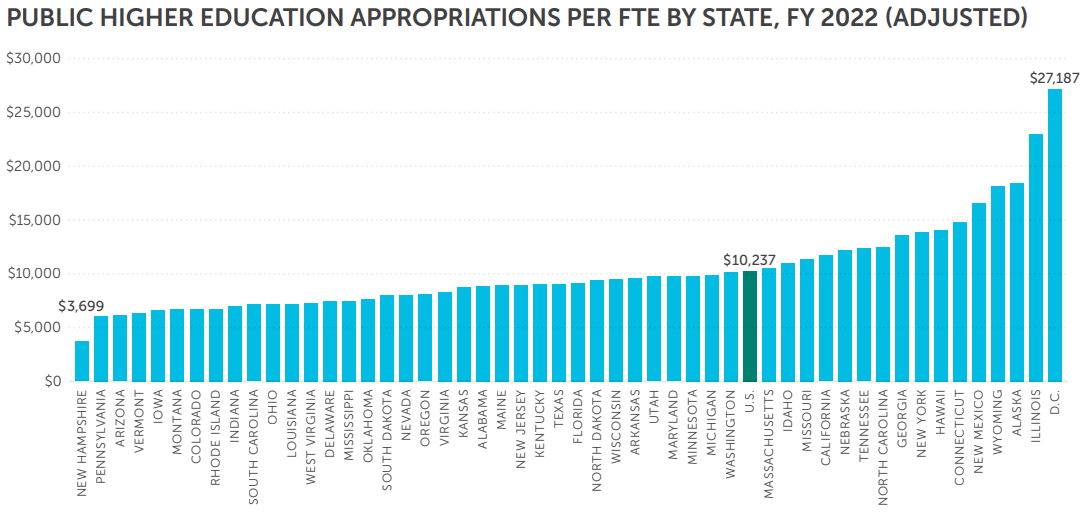 PUBLIC HIGHER EDUCATION APPROPRIATIONS PER FTE BY STATE, FY 2022 (ADJUSTED)
$30,000
$25,000
$20,000
$15,000
$10,000
$5,000
$0
$3,699
$10,237
$27,187
NEW HAMPSHIRE
PENNSYLVANIA
ARIZONA
VERMONT
IOWA
MONTANA
COLORADO
RHODE ISLAND
INDIANA
SOUTH CAROLINA
OHIO
LOUISIANA
WEST VIRGINIA
DELAWARE
MISSISSIPPI
OKLAHOMA
SOUTH DAKOTA
NEVADA
OREGON
VIRGINIA
KANSAS
ALABAMA
MAINE
NEW JERSEY
KENTUCKY
TEXAS
FLORIDA
NORTH DAKOTA
WISCONSIN
ARKANSAS
UTAH
MARYLAND
MINNESOTA
MICHIGAN
WASHINGTON
U.S.
MASSACHUSETTS
IDAHO
MISSOURI
CALIFORNIA
NEBRASKA
TENNESSEE
NORTH CAROLINA
GEORGIA
NEW YORK
HAWAII
CONNECTICUT
NEW MEXICO
WYOMING
ALASKA
ILLINOIS
D.C.